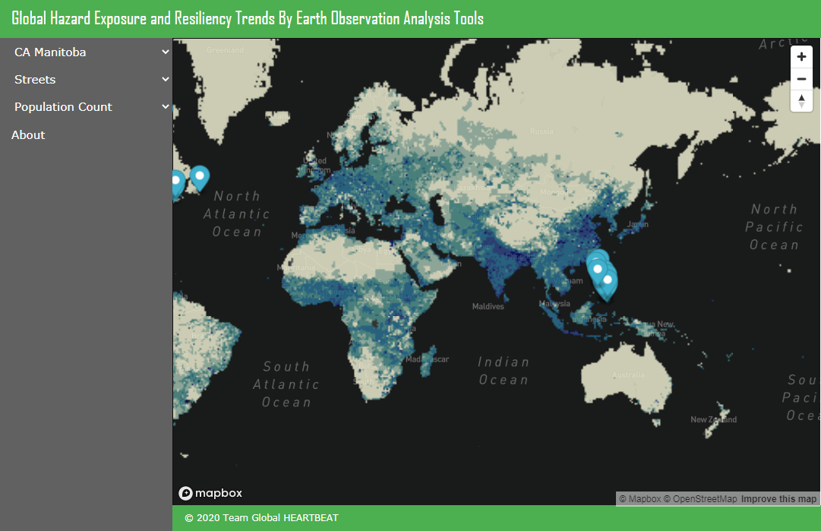 Global Hazard Exposure and Resiliency Trends By Earth Observation Analysis Tools
CA Manitoba
Streets
Population Count
About
Arctic
North
Atlantic
Ocean
North
Pacific
Ocean
Japan
Maldives
Malaysia
Madagascar
South
Atlantic
Ocean
Indian
Ocean
New Zealand
mapbox
© Mapbox © OpenStreetMap Improve this map
© 2020 Team Global HEARTBEAT